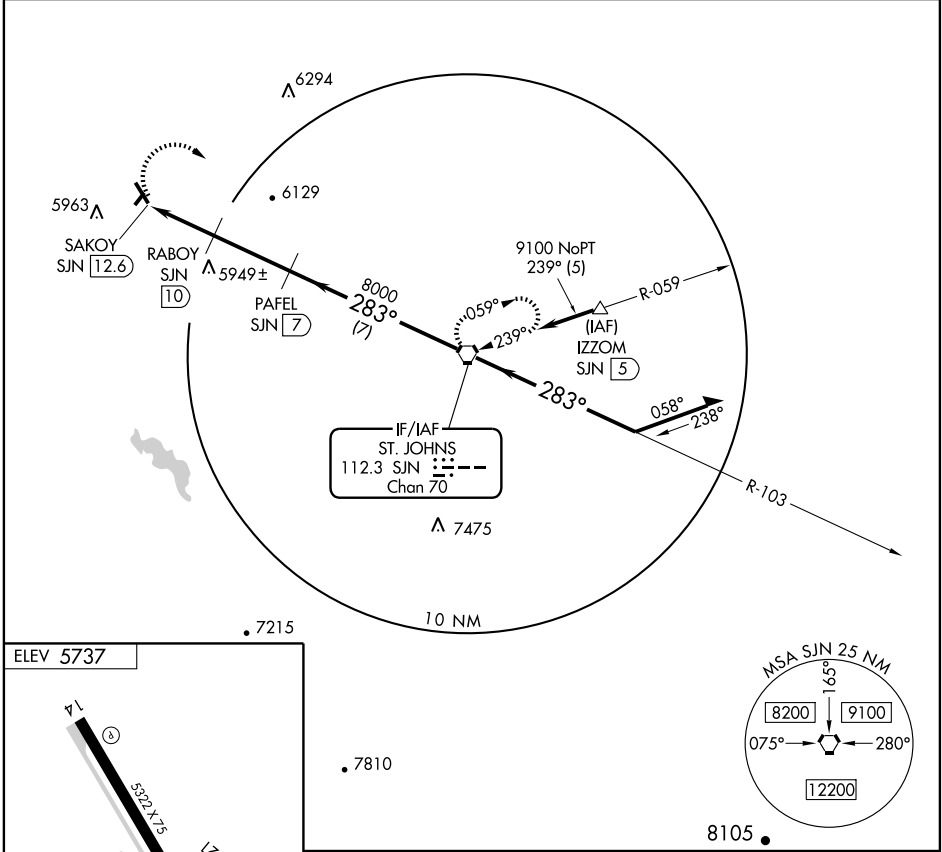 6294
6129
5963
SAKOY
SJN 12.6
RABOY
SJN
10
5949±
PAFEL
SJN 7
8000
283°
(7)
059°
239°
9100 NoPT
239° (5)
R-059
(IAF)
IZZOM
SJN 5
283°
058°
238°
R-103
IF/IAF
ST. JOHNS
112.3 SJN
Chan 70
7475
10 NM
7215
7810
8105
MSA SJN 25 NM
165°
8200
9100
075°
280°
12200
ELEV 5737
14
P
5322 X 75